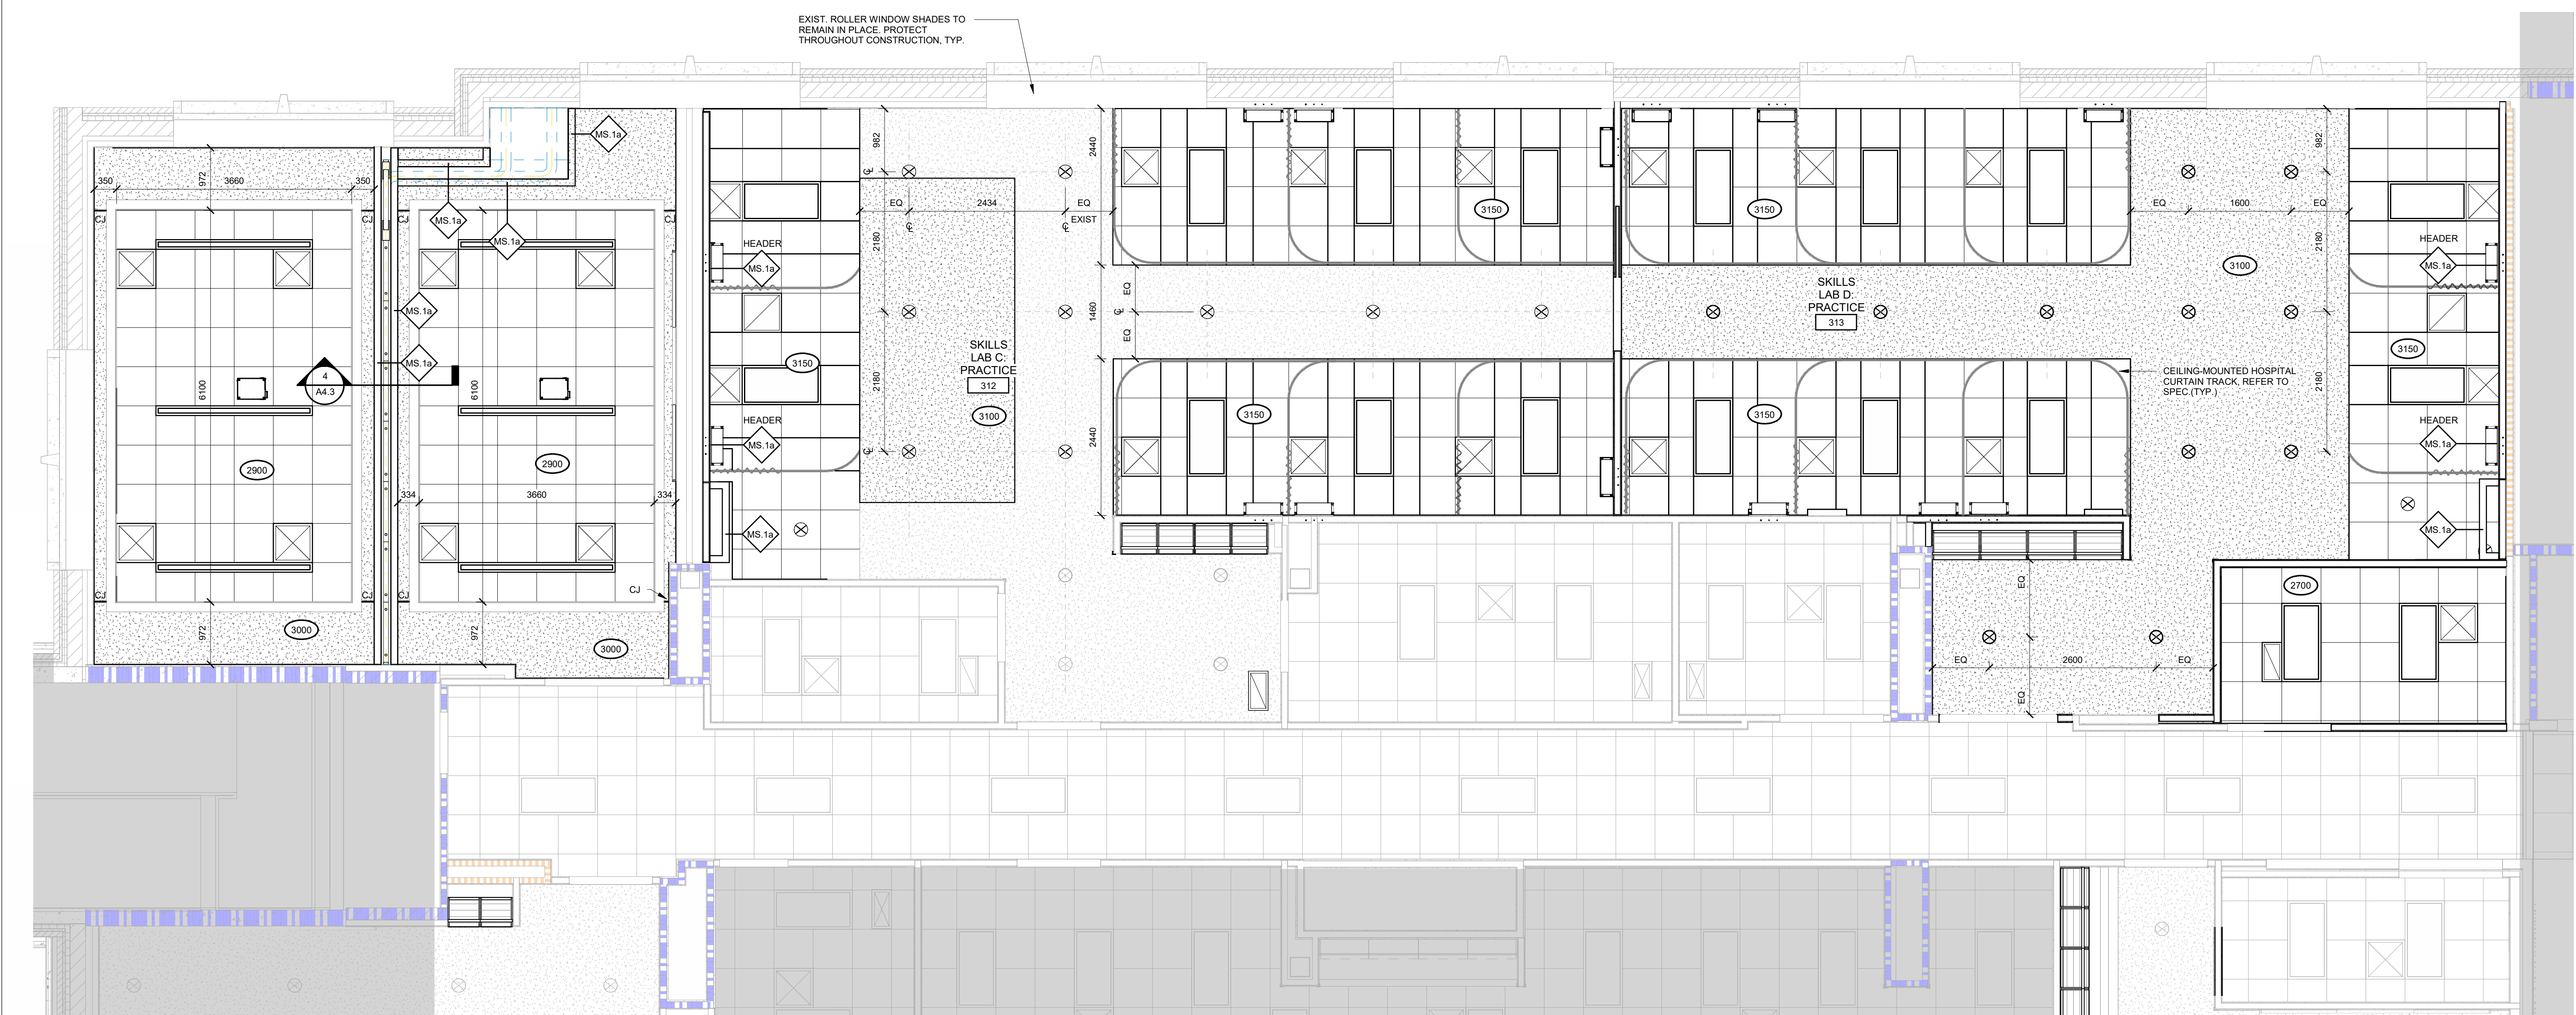 EXIST. ROLLER WINDOW SHADES TO
REMAIN IN PLACE. PROTECT
THROUGHOUT CONSTRUCTION, TYP.
350
3660
350
972
CJ
CJ
CJ
CJ
MS.1a
MS.1a
MS.1a
MS.1a
MS.1a
4
A4.3
6100
6100
2900
2900
334
3660
334
CJ
CJ
CJ
CJ
972
972
3000
3000
HEADER
MS.1a
3150
HEADER
MS.1a
MS.1a
982
2180
2180
EQ
2434
EQ
EXIST
SKILLS
LAB C:
PRACTICE
312
3100
2440
EQ
1460
EQ
2440
3150
3150
3150
3150
SKILLS
LAB D:
PRACTICE
313
CEILING-MOUNTED HOSPITAL
CURTAIN TRACK, REFER TO
SPEC.(TYP.)
EQ
1600
EQ
982
2180
2180
3100
HEADER
MS.1a
3150
HEADER
MS.1a
MS.1a
EQ
EQ
EQ
2600
EQ
2700